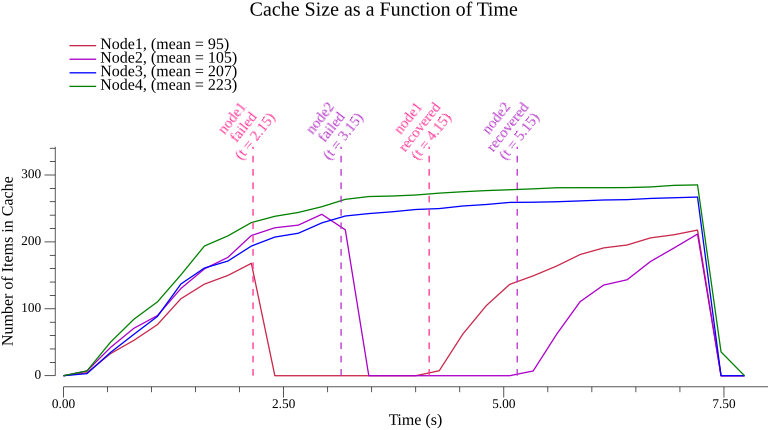 Cache Size as a Function of Time
Node1, (mean = 95)
Node2, (mean = 105)
Node3, (mean = 207)
Node4, (mean = 223)
node1
failed
(t = 2.15)
node2
failed
(t = 3.15)
node1
recovered
(t = 4.15)
node2
recovered
(t = 5.15)
Number of Items in Cache
300
200
100
0
0.00
2.50
5.00
7.50
Time (s)